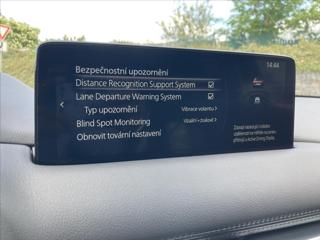 Bezpečnostní upozornění
14:44
Distance Recognition Support System
Lane Departure Warning System
Typ upozornění
Vibrace volantu
Blind Spot Monitoring
Vizuální+zvukové
Obnovit tovární nastavení